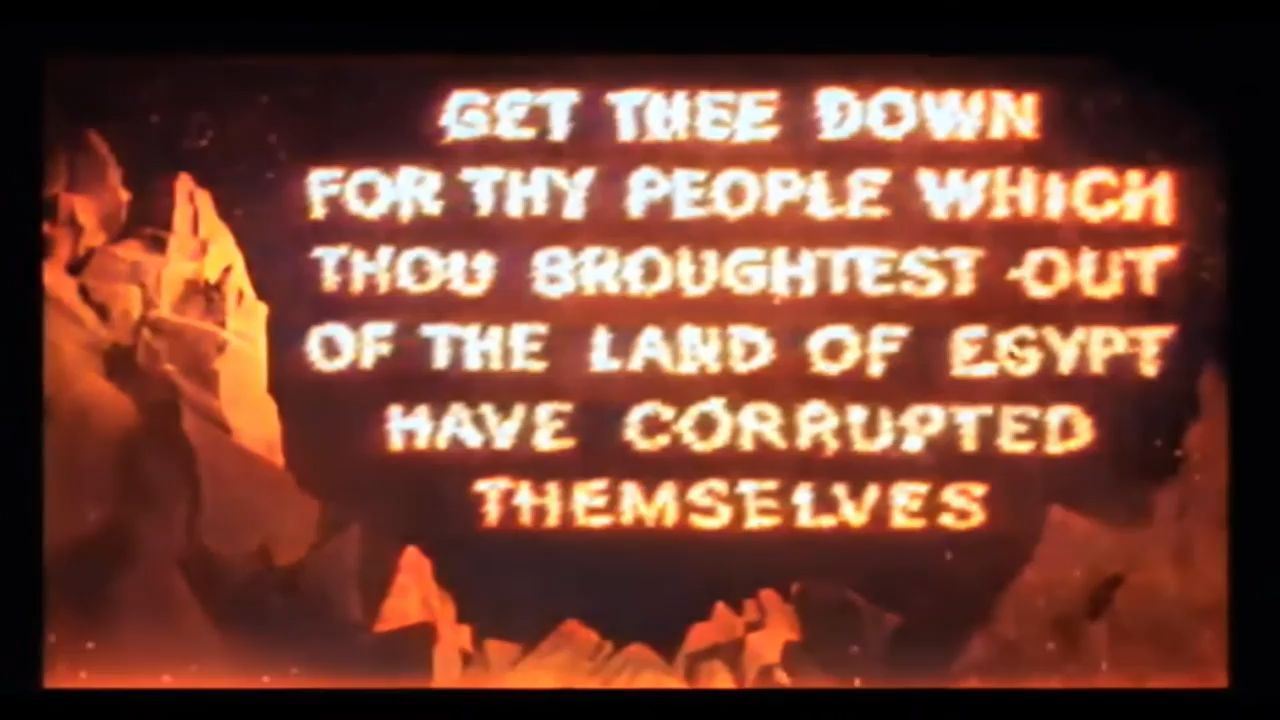 GET THEE DOWN
FOR THY PEOPLE WHICH
THOU BROUGHTEST OUT
OF THE LAND OF EGYPT
HAVE CORRUPTED
THEMSELVES